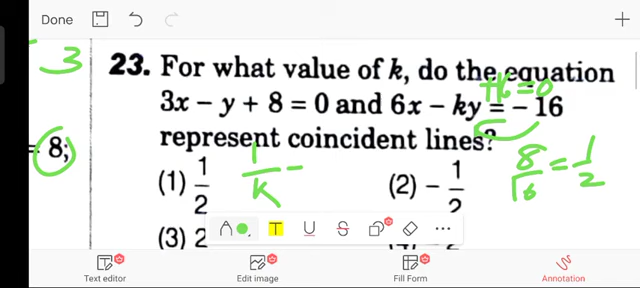 Done
3
23. For what value of k, do the equation
+16=0
3x − y + 8 = 0 and 6x − ky = − 16
represent coincident lines?
= 8;
8/16 = 1/2
(1) 1/2
1/K =
(2) − 1/2
(3) 2
T U S
Text editor
Edit image
Fill Form
Annotation